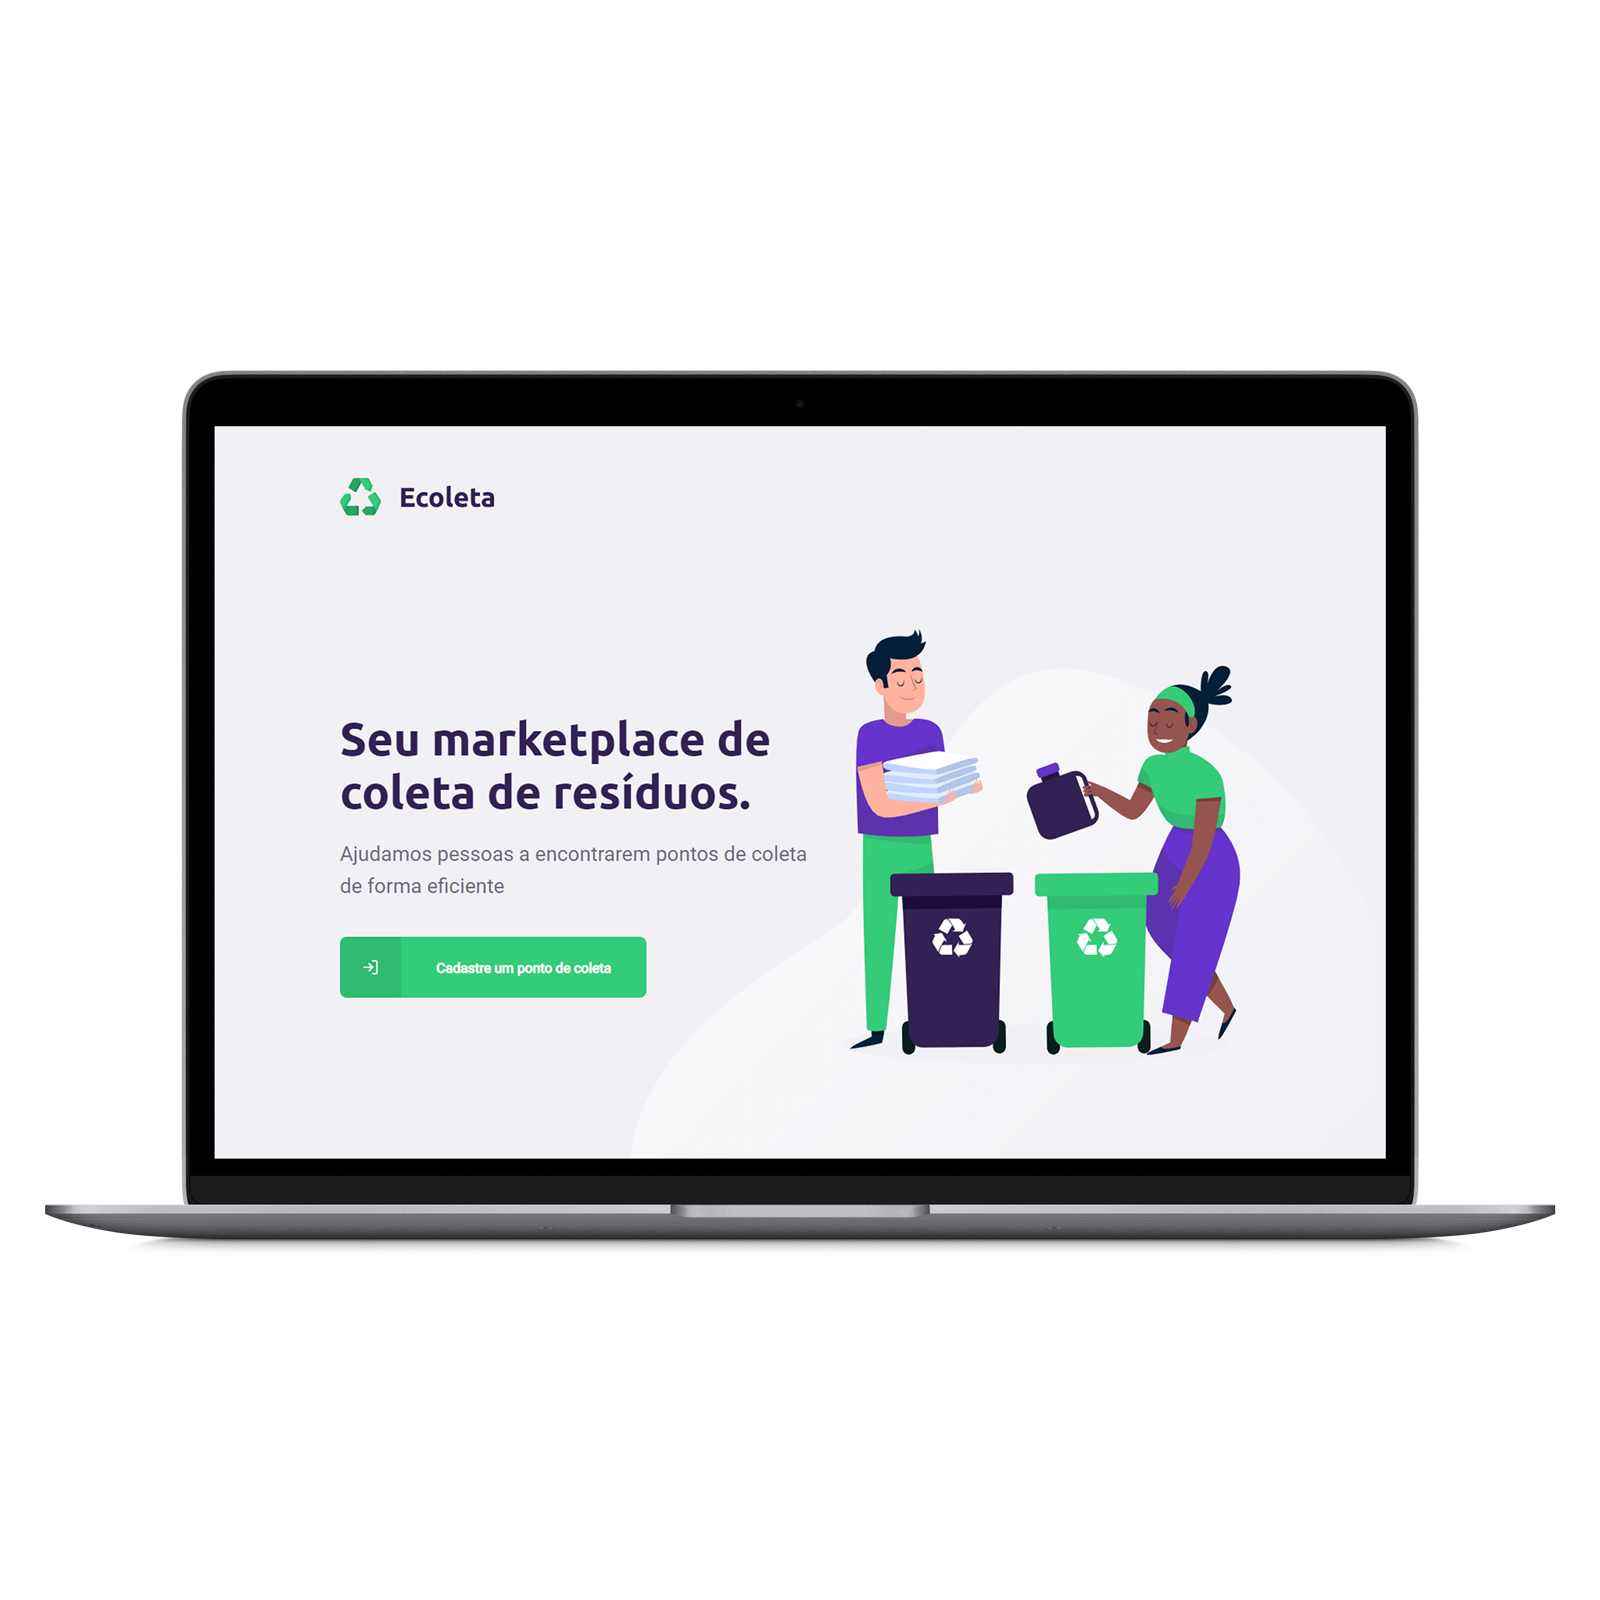 Ecoleta
Seu marketplace de
coleta de resíduos.
Ajudamos pessoas a encontrarem pontos de coleta
de forma eficiente
Cadastre um ponto de coleta